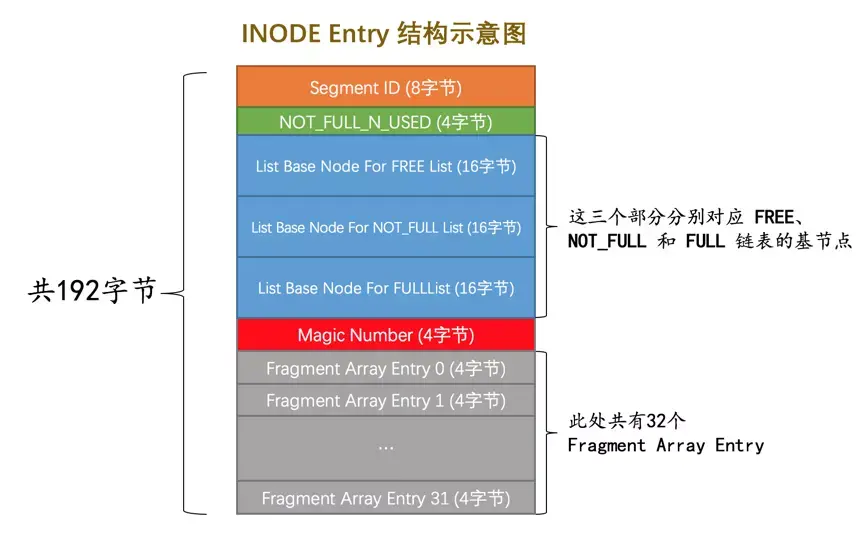 INODE Entry 结构示意图
Segment ID (8字节)
NOT_FULL_N_USED (4字节)
List Base Node For FREE List (16字节)
List Base Node For NOT_FULL List (16字节)
List Base Node For FULLList (16字节)
这三个部分分别对应 FREE、
NOT_FULL 和 FULL 链表的基节点
共192字节
Magic Number (4字节)
Fragment Array Entry 0 (4字节)
Fragment Array Entry 1 (4字节)
...
Fragment Array Entry 31 (4字节)
此处共有32个
Fragment Array Entry